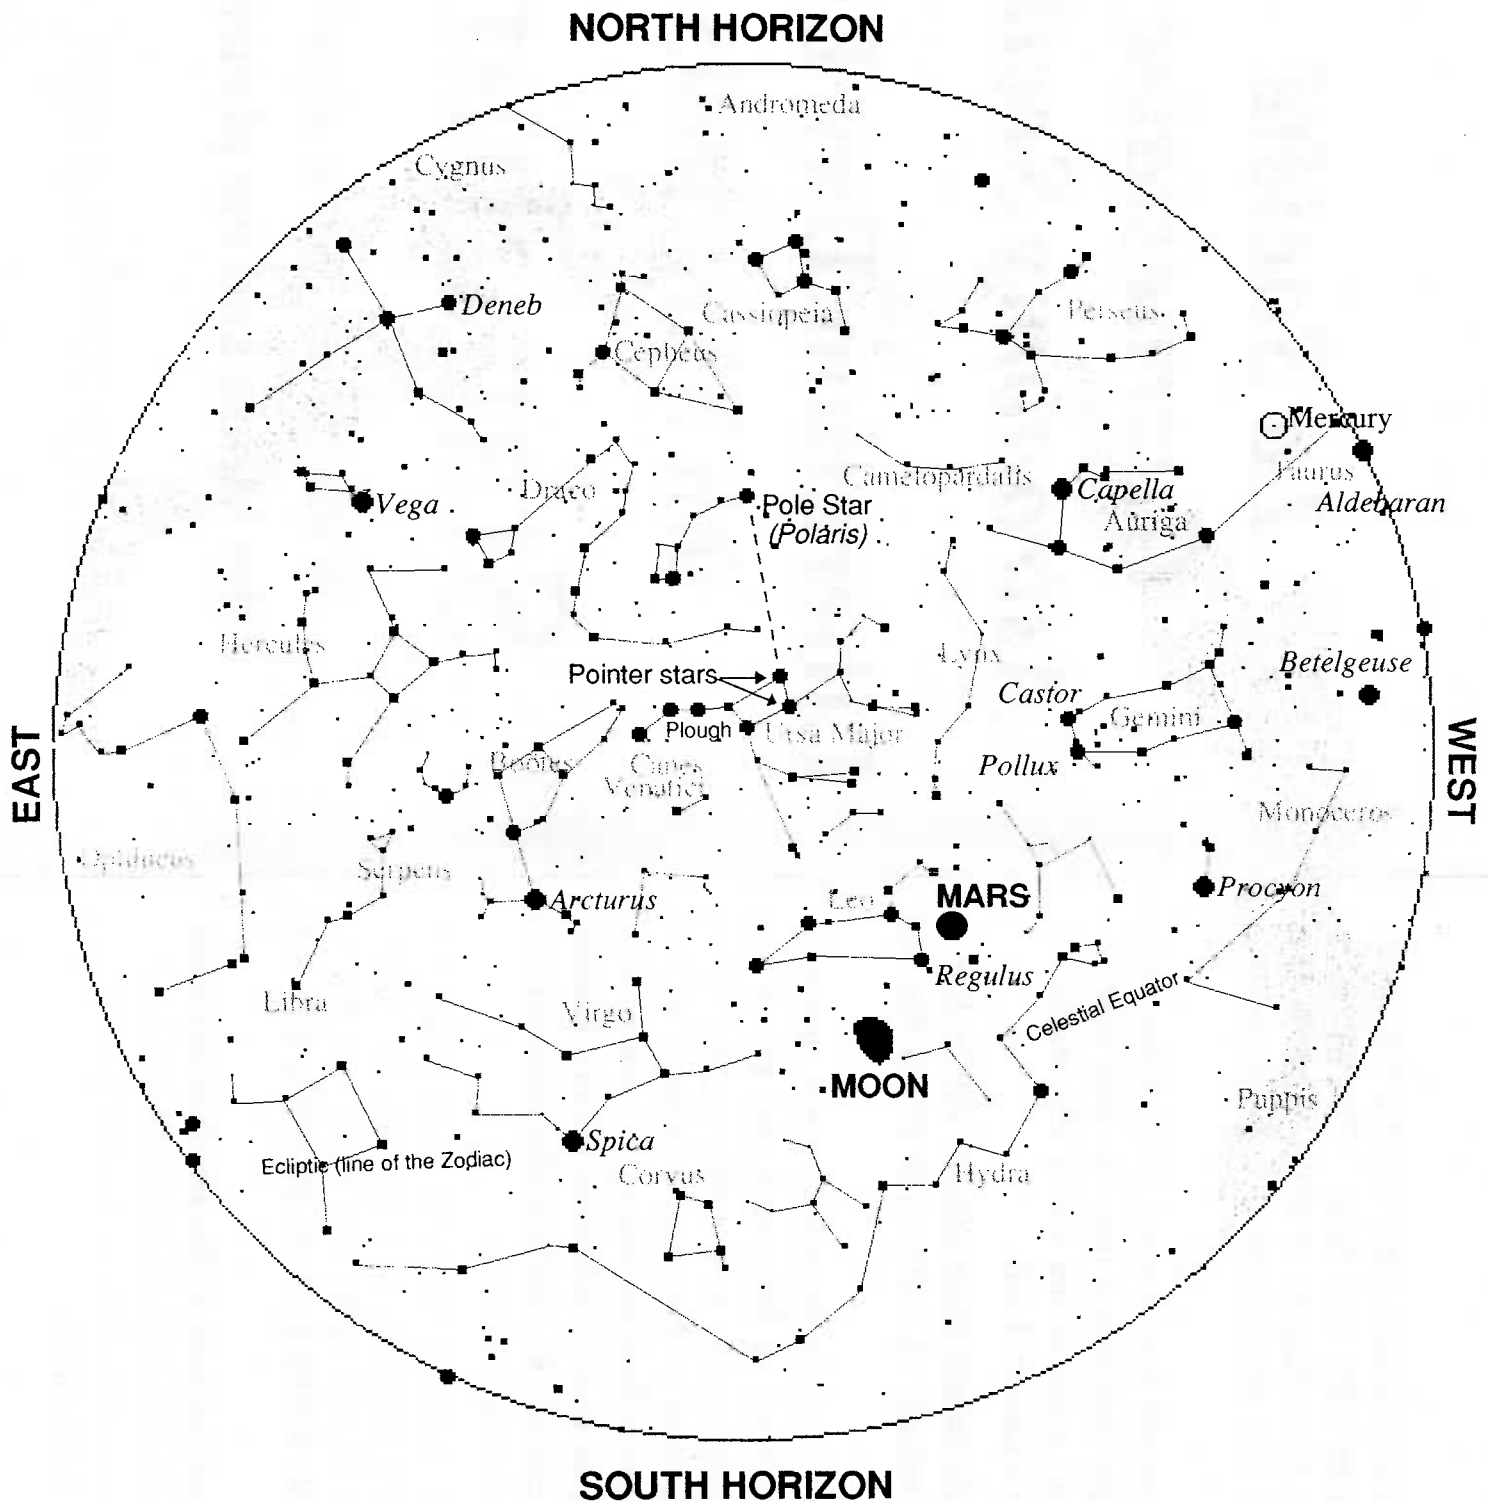 NORTH HORIZON
Andromeda
Cygnus
Deneb
Cassiopeia
Perseus
Cepheus
Mercury
Taurus
Aldebaran
Camelopardalis
Capella
Auriga
Draco
Vega
Pole Star
(Polaris)
Hercules
Lynx
Betelgeuse
Pointer stars
Castor
Gemini
Plough
Ursa Major
EAST
WEST
Bootes
Canes
Venatici
Pollux
Monoceros
Ophiucus
Serpens
Arcturus
Leo
MARS
Procyon
Regulus
Libra
Virgo
Celestial Equator
MOON
Puppis
Spica
Ecliptic (line of the Zodiac)
Corvus
Hydra
SOUTH HORIZON